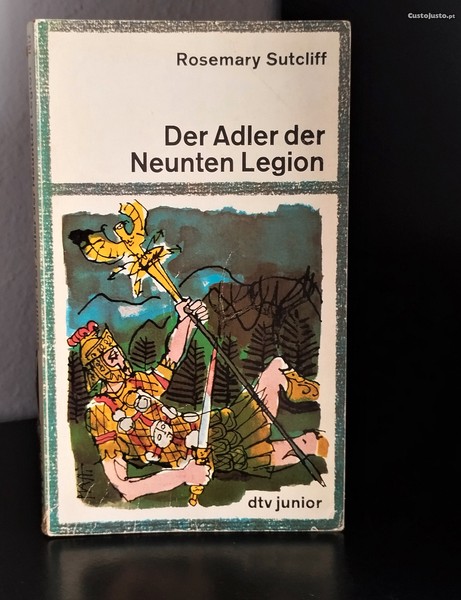 CustoJusto.pt
Rosemary Sutcliff
Der Adler der
Neunten Legion
dtv junior